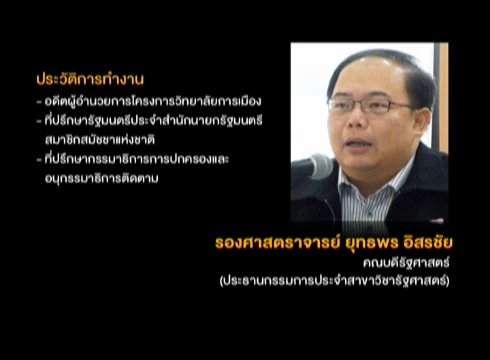 ประวัติการทำงาน
- อดีตผู้อำนวยการโครงการวิทยาลัยการเมือง
- ที่ปรึกษารัฐมนตรีประจำสำนักนายกรัฐมนตรี
สมาชิกสมัชชาแห่งชาติ
- ที่ปรึกษากรรมาธิการการปกครองและ
อนุกรรมาธิการติดตาม
รองศาสตราจารย์ ยุทธพร อิสรชัย
คณบดีรัฐศาสตร์
(ประธานกรรมการประจำสาขาวิชารัฐศาสตร์)